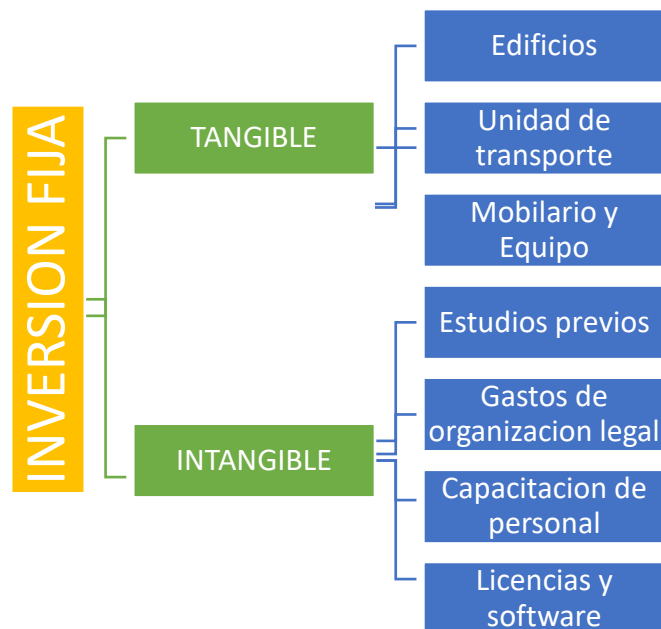 INVERSION FIJA
TANGIBLE
Edificios
Unidad de
transporte
Mobilario y
Equipo
INTANGIBLE
Estudios previos
Gastos de
organizacion legal
Capacitacion de
personal
Licencias y
software